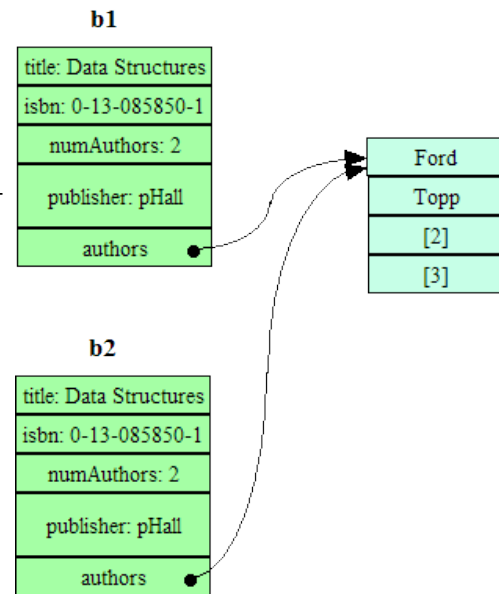 b1
title: Data Structures
isbn: 0-13-085850-1
numAuthors: 2
publisher: pHall
authors
Ford
Topp
[2]
[3]
b2
title: Data Structures
isbn: 0-13-085850-1
numAuthors: 2
publisher: pHall
authors